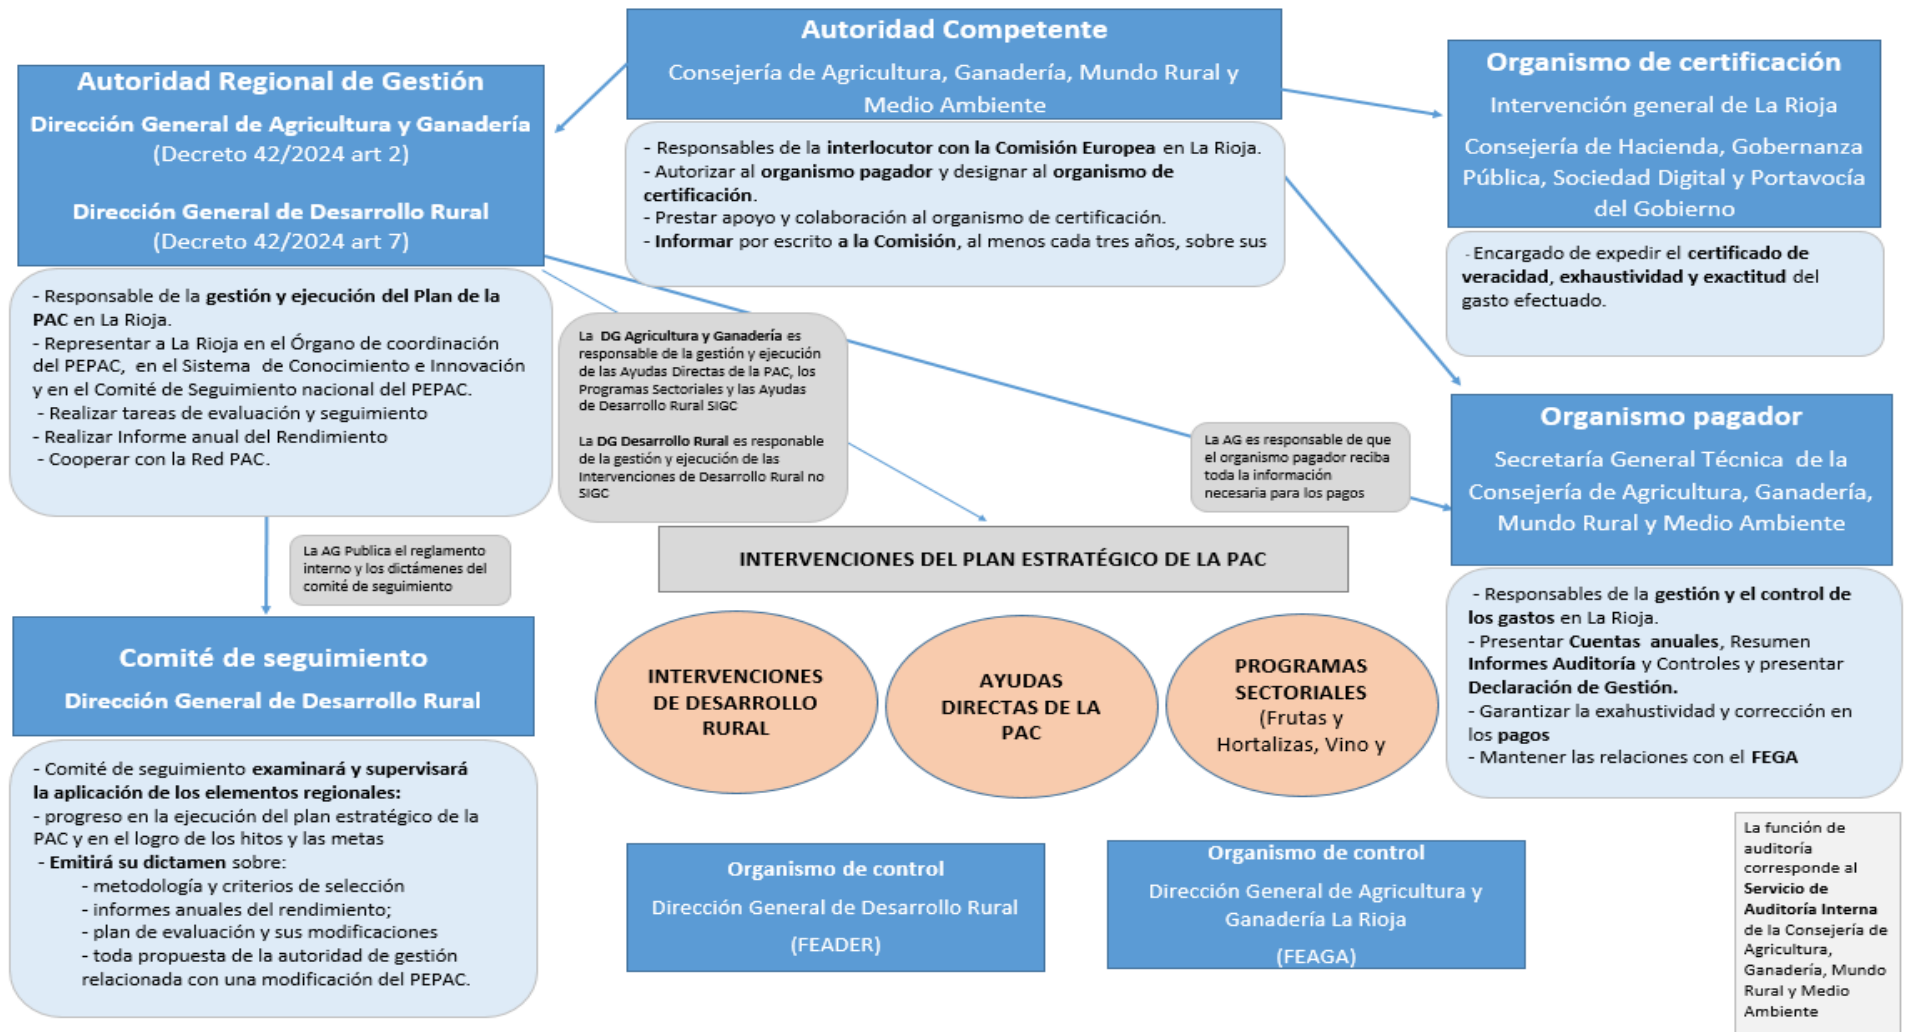 Autoridad Competente
Consejería de Agricultura, Ganadería, Mundo Rural y
Medio Ambiente
- Responsables de la interlocutor con la Comisión Europea en La Rioja.
- Autorizar al organismo pagador y designar al organismo de
certificación.
- Prestar apoyo y colaboración al organismo de certificación.
- Informar por escrito a la Comisión, al menos cada tres años, sobre sus
Autoridad Regional de Gestión
Dirección General de Agricultura y Ganadería
(Decreto 42/2024 art 2)
Dirección General de Desarrollo Rural
(Decreto 42/2024 art 7)
- Responsable de la gestión y ejecución del Plan de la
PAC en La Rioja.
- Representar a La Rioja en el Órgano de coordinación
del PEPAC, en el Sistema de Conocimiento e Innovación
y en el Comité de Seguimiento nacional del PEPAC.
- Realizar tareas de evaluación y seguimiento
- Realizar Informe anual del Rendimiento
- Cooperar con la Red PAC.
Organismo de certificación
Intervención general de La Rioja
Consejería de Hacienda, Gobernanza
Pública, Sociedad Digital y Portavocía
del Gobierno
- Encargado de expedir el certificado de
veracidad, exhaustividad y exactitud del
gasto efectuado.
La DG Agricultura y Ganadería es
responsable de la gestión y ejecución
de las Ayudas Directas de la PAC, los
Programas Sectoriales y las Ayudas
de Desarrollo Rural SIGC
La DG Desarrollo Rural es responable
de la gestión y ejecución de las
Intervenciones de Desarrollo Rural no
SIGC
La AG es responsable de que
el organismo pagador reciba
toda la información
necesaria para los pagos
Organismo pagador
Secretaría General Técnica de la
Consejería de Agricultura, Ganadería,
Mundo Rural y Medio Ambiente
- Responsables de la gestión y el control de
los gastos en La Rioja.
- Presentar Cuentas anuales, Resumen
Informes Auditoría y Controles y presentar
Declaración de Gestión.
- Garantizar la exahustividad y corrección en
los pagos
- Mantener las relaciones con el FEGA
La AG Publica el reglamento
interno y los dictámenes del
comité de seguimiento
Comité de seguimiento
Dirección General de Desarrollo Rural
- Comité de seguimiento examinará y supervisará
la aplicación de los elementos regionales:
- progreso en la ejecución del plan estratégico de la
PAC y en el logro de los hitos y las metas
- Emitirá su dictamen sobre:
- metodología y criterios de selección
- informes anuales del rendimiento;
- plan de evaluación y sus modificaciones
- toda propuesta de la autoridad de gestión
relacionada con una modificación del PEPAC.
INTERVENCIONES DEL PLAN ESTRATÉGICO DE LA PAC
INTERVENCIONES
DE DESARROLLO
RURAL
AYUDAS
DIRECTAS DE LA
PAC
PROGRAMAS
SECTORIALES
(Frutas y
Hortalizas, Vino y
Organismo de control
Dirección General de Desarrollo Rural
(FEADER)
Organismo de control
Dirección General de Agricultura y
Ganadería La Rioja
(FEAGA)
La función de
auditoría
corresponde al
Servicio de
Auditoría Interna
de la Consejería de
Agricultura,
Ganadería, Mundo
Rural y Medio
Ambiente